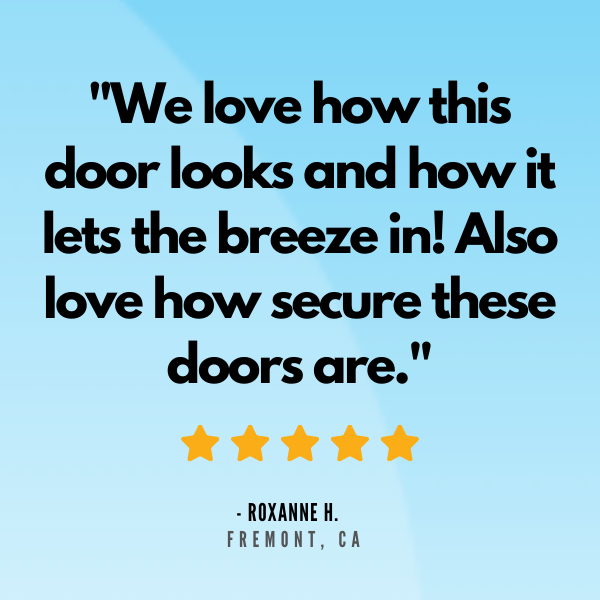 "We love how this
door looks and how it
lets the breeze in! Also
love how secure these
doors are."
- ROXANNE H.
FREMONT, CA